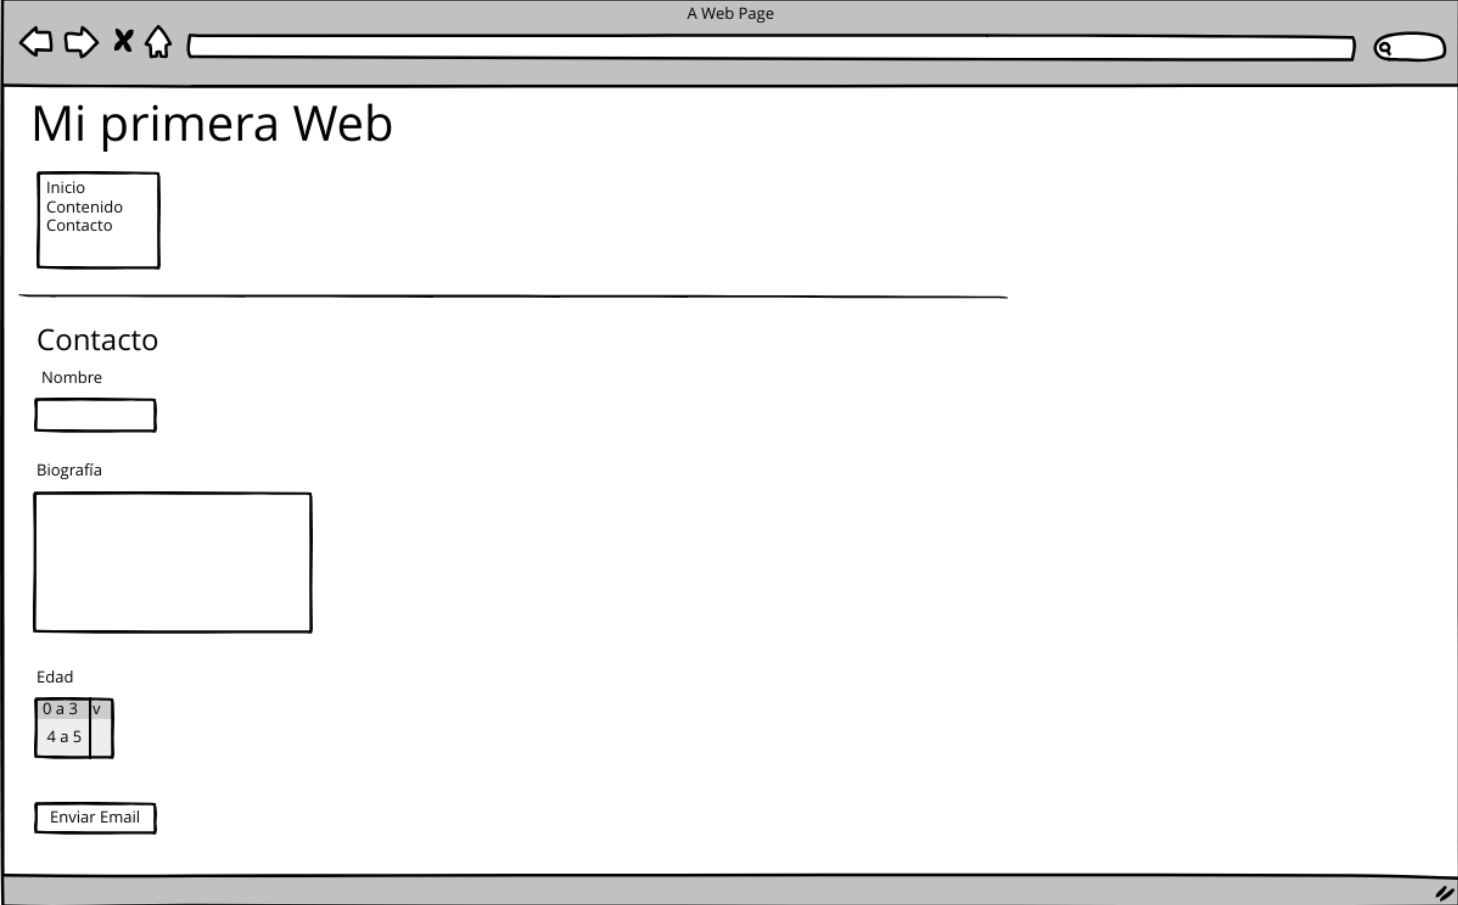 A Web Page
Mi primera Web
Inicio
Contenido
Contacto
Contacto
Nombre
Biografía
Edad
0 a 3 v
4 a 5
Enviar Email